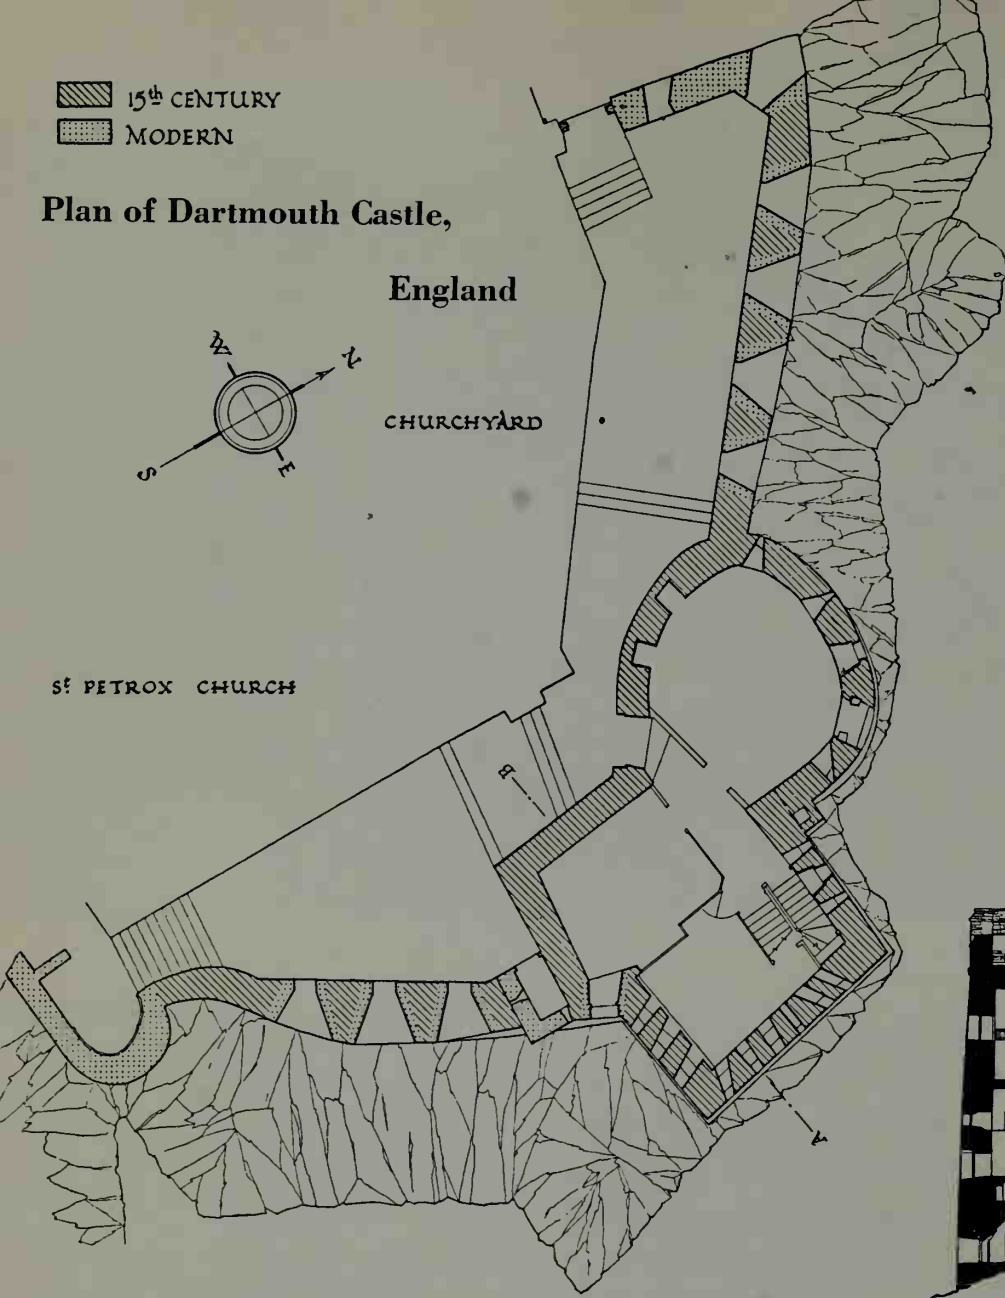 15th CENTURY
MODERN
Plan of Dartmouth Castle,
England
W
N
S
E
CHURCHYARD
St PETROX CHURCH
B
A